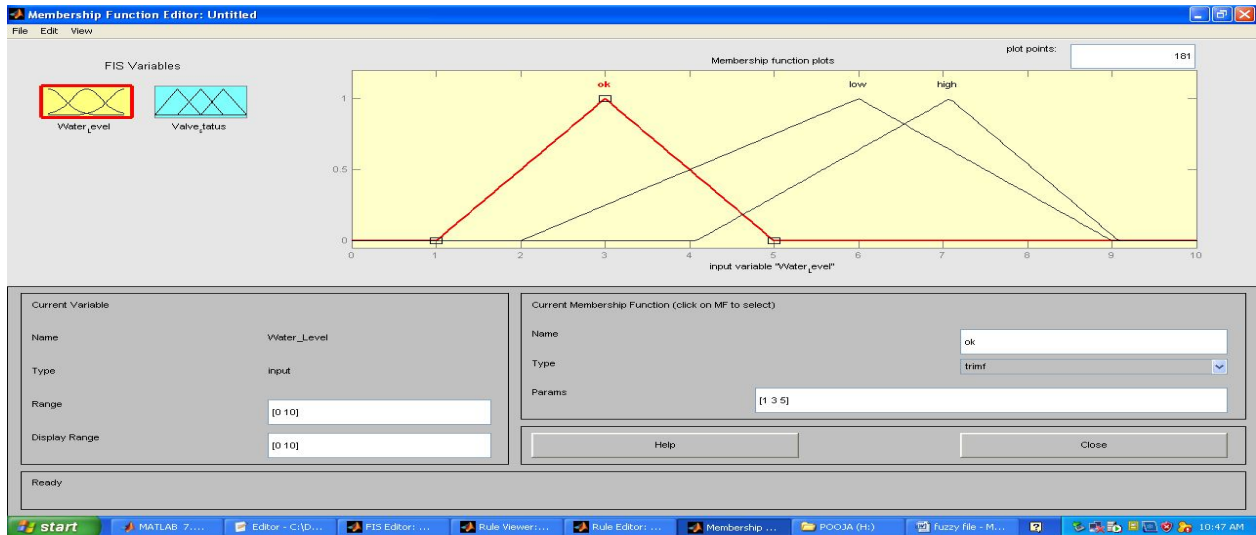 Membership Function Editor: Untitled
File Edit View
FIS Variables
Water_Level
Valve_Status
plot points:
181
Membership function plots
ok low high
1
0.5
0
0 1 2 3 4 5 6 7 8 9 10
input variable "Water_Level"
Current Variable
Name Water_Level
Type input
Range [0 10]
Display Range [0 10]
Current Membership Function (click on MF to select)
Name ok
Type trimf
Params [1 3 5]
Help Close
Ready
start MATLAB 7.... Editor - C:\D... FIS Editor: ... Rule Viewer:... Rule Editor: ... Membership ... POOJA (H:) fuzzy file - M... 10:47 AM